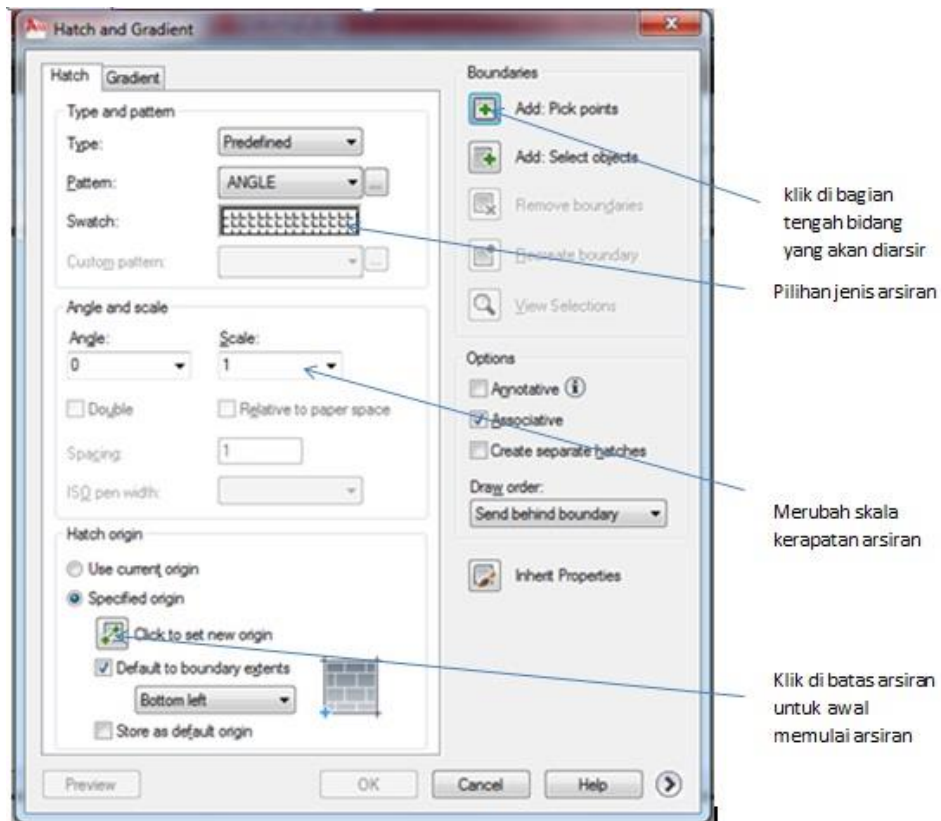 Hatch and Gradient
Hatch Gradient
Type and pattern
Type: Predefined
Pattern: ANGLE ...
Swatch:
Custom pattern: ...
Angle and scale
Angle: Scale:
0 1
Double Relative to paper space
Spacing: 1
ISO pen width:
Hatch origin
Use current origin
Specified origin
Click to set new origin
Default to boundary extents
Bottom left
Store as default origin
Boundaries
Add: Pick points
Add: Select objects
Remove boundaries
Recreate boundary
View Selections
Options
Annotative
Associative
Create separate hatches
Draw order:
Send behind boundary
Inherit Properties
Preview OK Cancel Help
klik di bagian
tengah bidang
yang akan diarsir
Pilihan jenis arsiran
Merubah skala
kerapatan arsiran
Klik di batas arsiran
untuk awal
memulai arsiran